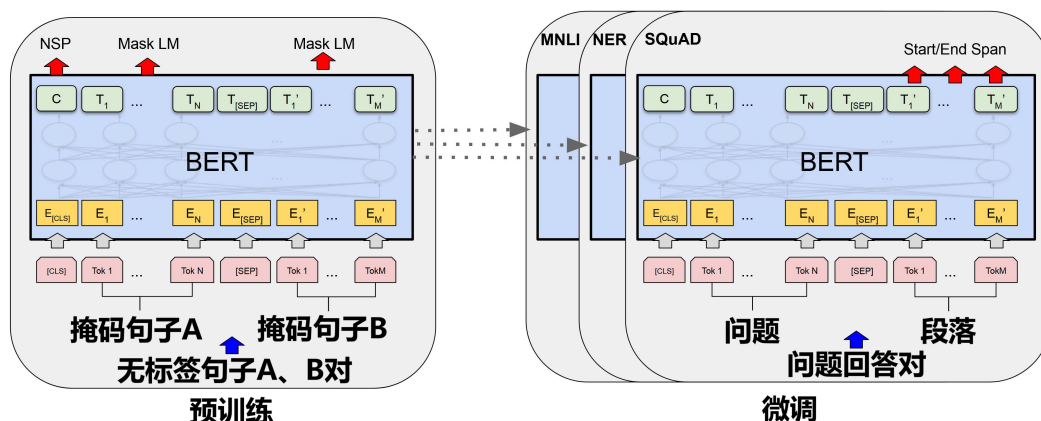 NSP Mask LM Mask LM
C T1 ... TN T[SEP] T1' ... TM'
...
BERT
...
E[CLS] E1 ... EN E[SEP] E1' ... EM'
[CLS] Tok 1 ... Tok N [SEP] Tok 1 ... TokM
掩码句子A 掩码句子B
无标签句子A、B对
预训练
MNLI NER SQuAD
Start/End Span
C T1 ... TN T[SEP] T1' ... TM'
...
BERT
...
E[CLS] E1 ... EN E[SEP] E1' ... EM'
[CLS] Tok 1 ... Tok N [SEP] Tok 1 ... TokM
问题 段落
问题回答对
微调